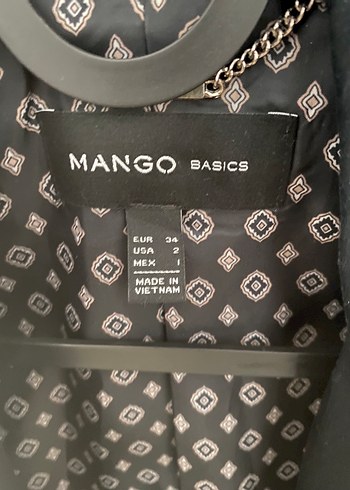 MANGO BASICS
EUR 34
USA 2
MEX 1
MADE IN
VIETNAM